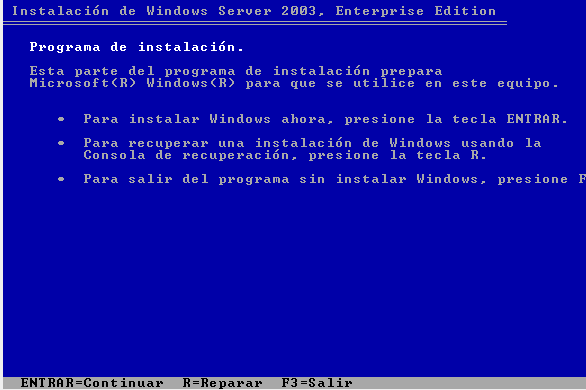 Instalación de Windows Server 2003, Enterprise Edition
Programa de instalación.
Esta parte del programa de instalación prepara
Microsoft(R) Windows(R) para que se utilice en este equipo.
• Para instalar Windows ahora, presione la tecla ENTRAR.
• Para recuperar una instalación de Windows usando la
Consola de recuperación, presione la tecla R.
• Para salir del programa sin instalar Windows, presione F
ENTRAR=Continuar R=Reparar F3=Salir